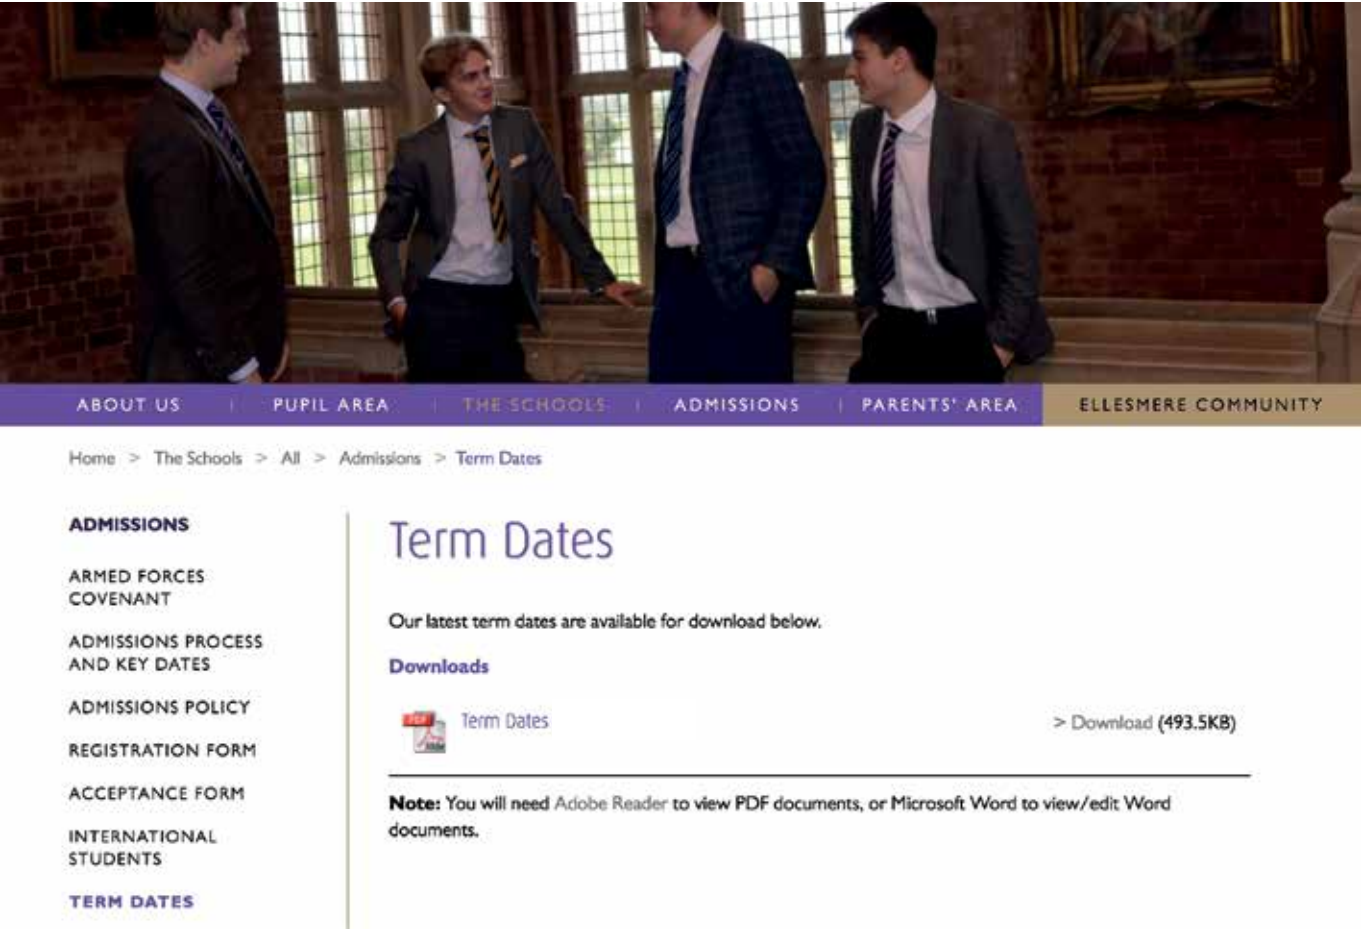 ABOUT US | PUPIL AREA | THE SCHOOLS | ADMISSIONS | PARENTS' AREA ELLESMERE COMMUNITY
Home > The Schools > All > Admissions > Term Dates
ADMISSIONS
ARMED FORCES
COVENANT
ADMISSIONS PROCESS
AND KEY DATES
ADMISSIONS POLICY
REGISTRATION FORM
ACCEPTANCE FORM
INTERNATIONAL
STUDENTS
TERM DATES
Term Dates
Our latest term dates are available for download below.
Downloads
PDF
Adobe
Term Dates
> Download (493.5KB)
Note: You will need Adobe Reader to view PDF documents, or Microsoft Word to view/edit Word
documents.